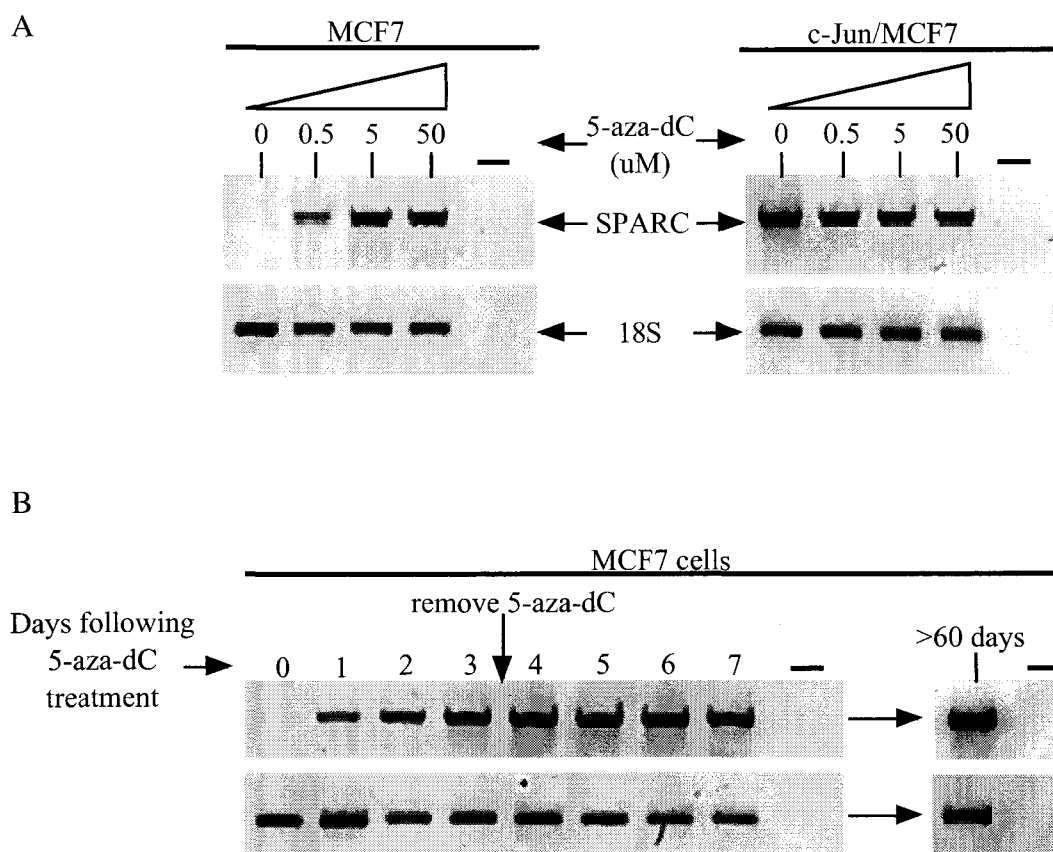 A
MCF7
c-Jun/MCF7
0 0.5 5 50 –
5-aza-dC
(uM)
0 0.5 5 50 –
SPARC
18S
B
MCF7 cells
remove 5-aza-dC
Days following
5-aza-dC
treatment
0 1 2 3 4 5 6 7 –
>60 days –